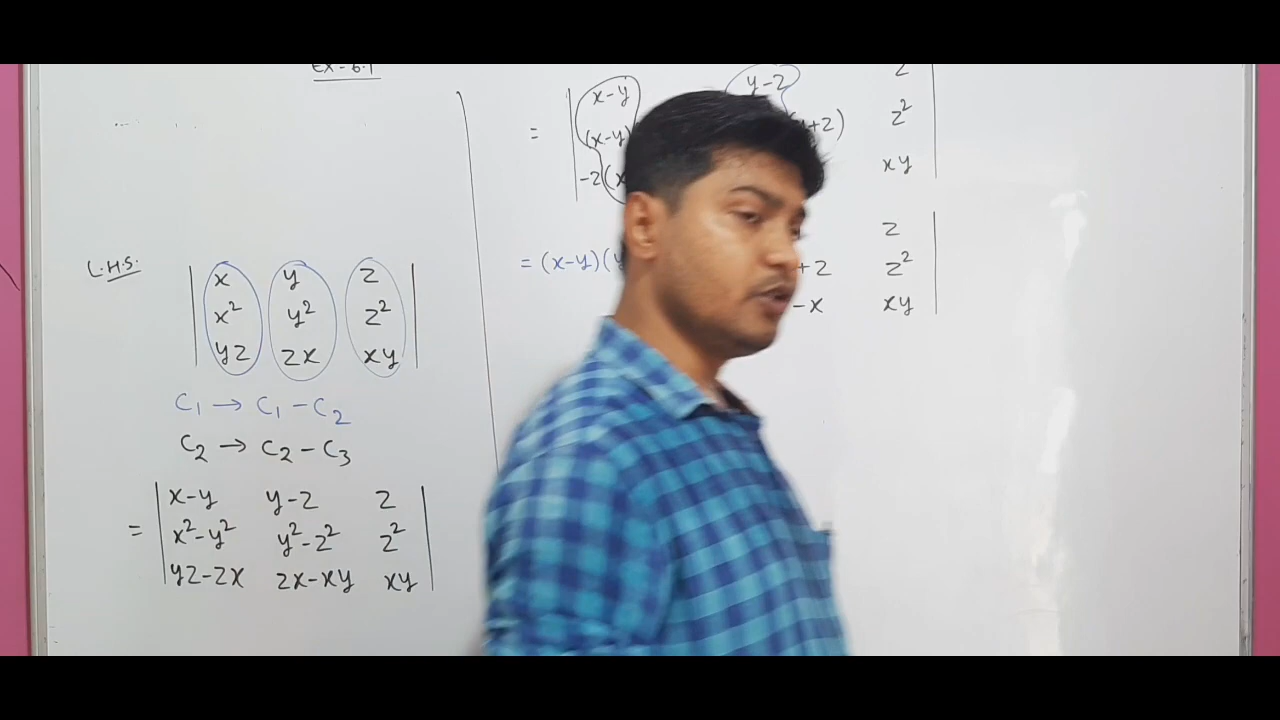 Ex-6.1
L.H.S.
x y z
x² y² z²
yz zx xy
C₁ → C₁ - C₂
C₂ → C₂ - C₃
= x-y y-z z
x²-y² y²-z² z²
yz-zx zx-xy xy
x-y y-z z
= (x-y) +z) z²
-z(x xy
z
= (x-y)( +z z²
-x xy